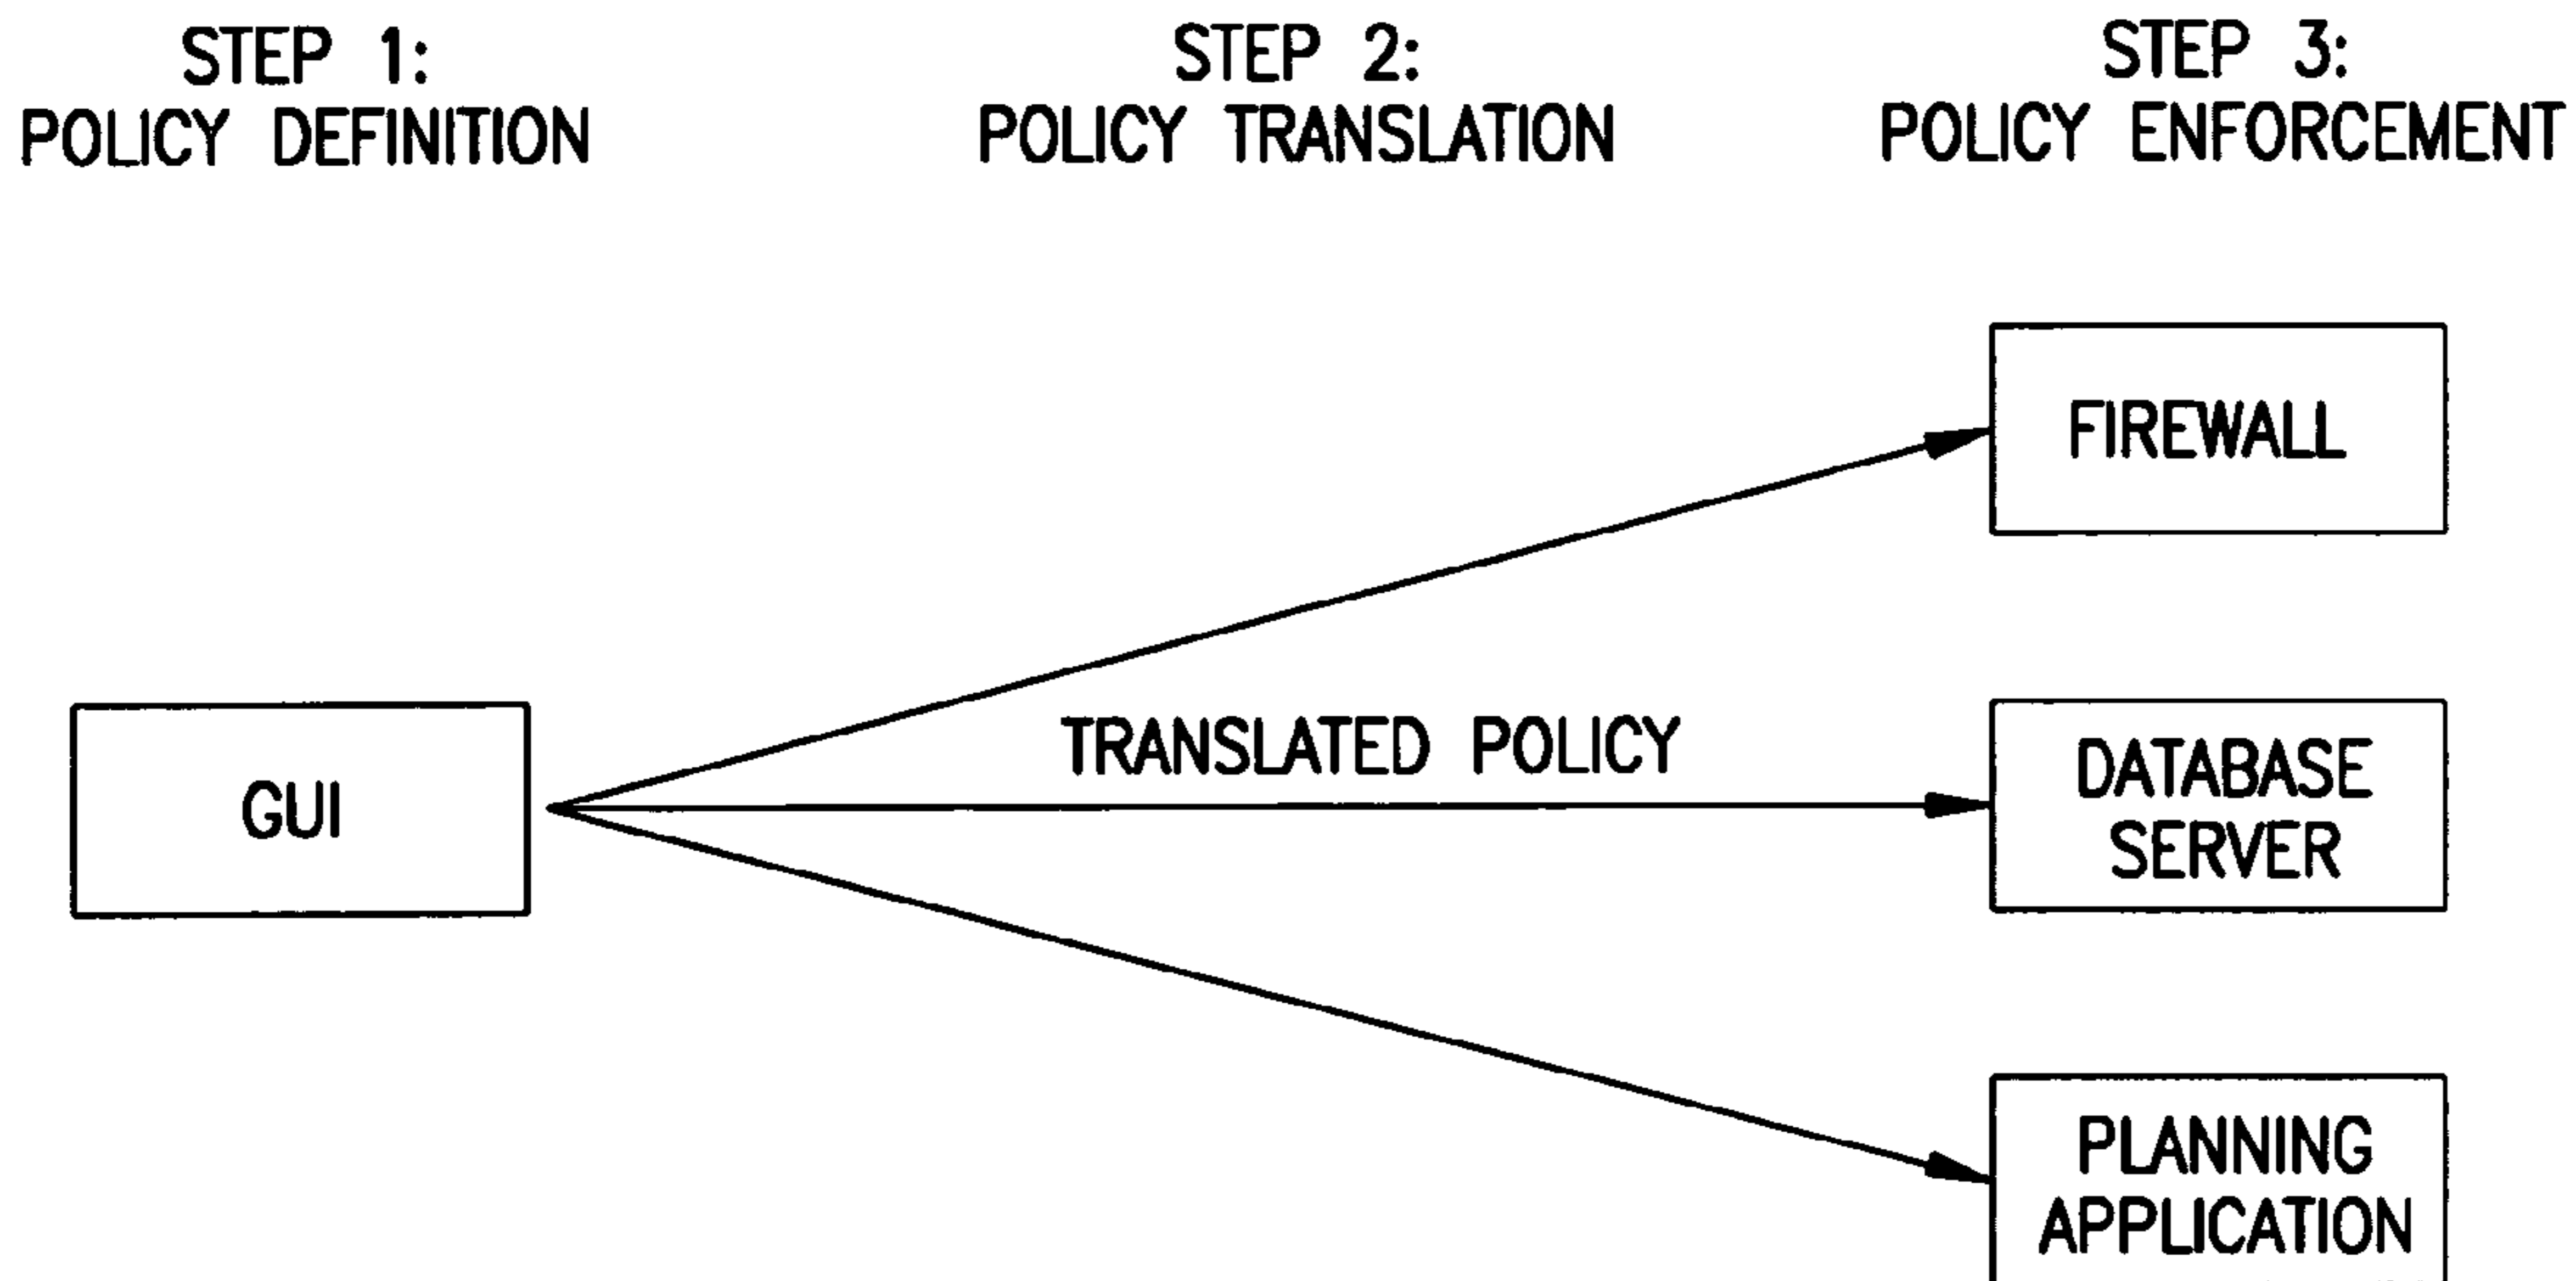 STEP 1:
POLICY DEFINITION
STEP 2:
POLICY TRANSLATION
STEP 3:
POLICY ENFORCEMENT
FIREWALL
GUI
TRANSLATED POLICY
DATABASE
SERVER
PLANNING
APPLICATION